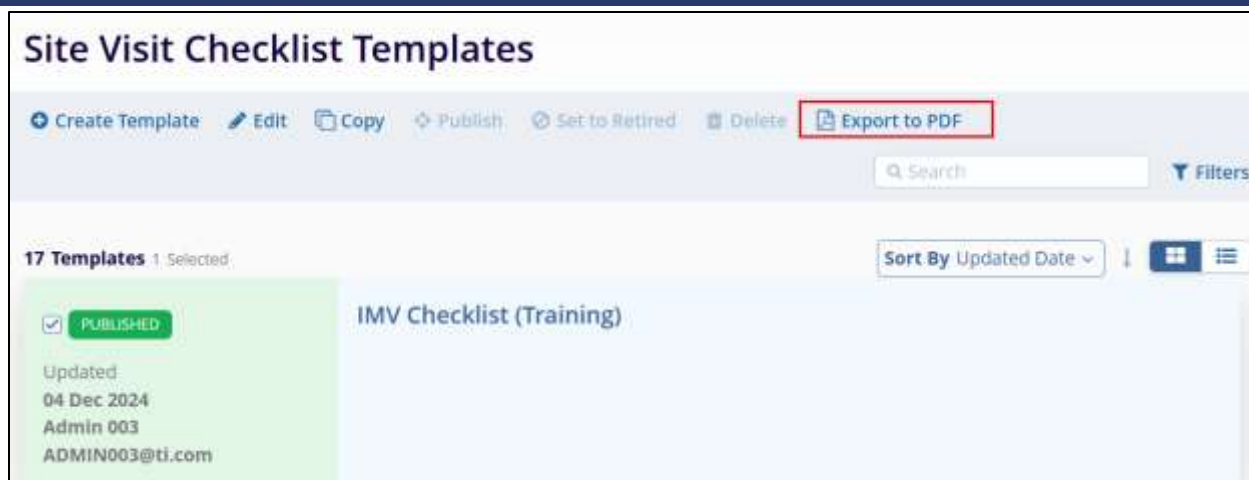 Site Visit Checklist Templates
Create Template Edit Copy Publish Set to Retired Delete Export to PDF
Search Filters
17 Templates 1 Selected Sort By Updated Date
PUBLISHED IMV Checklist (Training)
Updated
04 Dec 2024
Admin 003
ADMIN003@ti.com